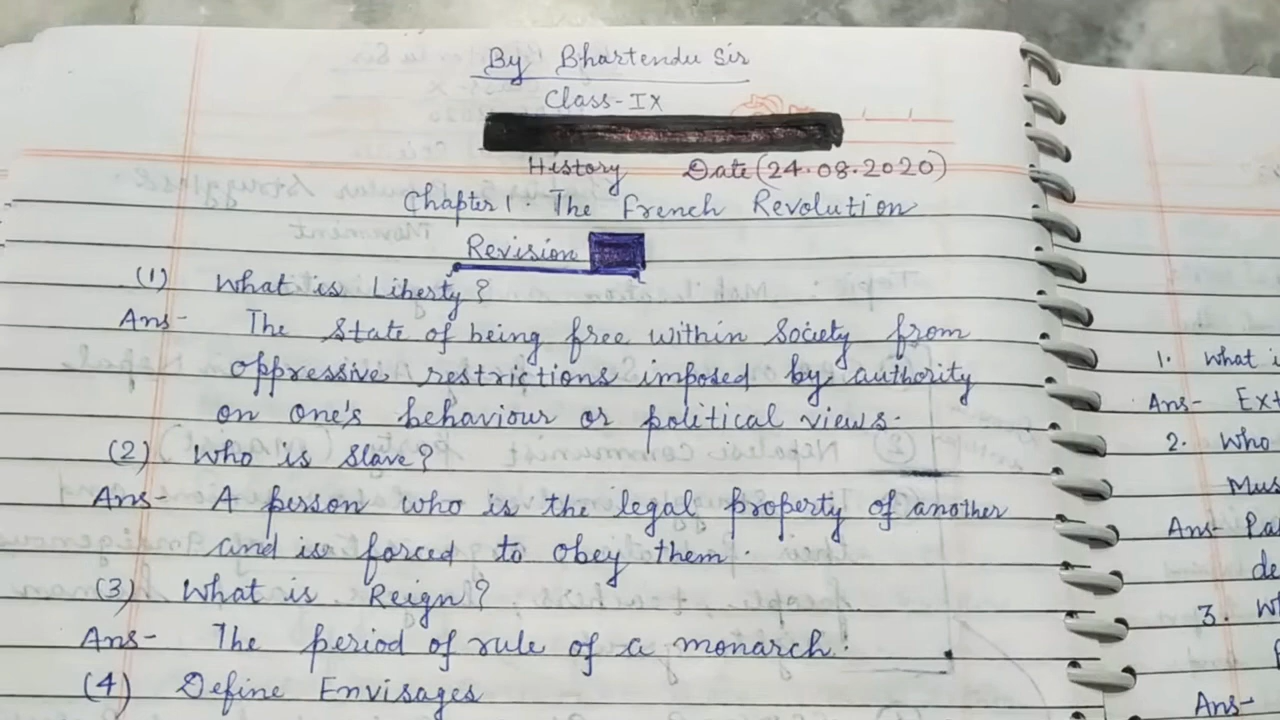 By Bhartendu Sir
Class-IX
History Date(24.08.2020)
Chapter 1. The French Revolution
Revision
(1) What is Liberty?
Ans- The State of being free within Society from
oppressive restrictions imposed by authority
on one's behaviour or political views.
(2) Who is Slave?
Ans- A person who is the legal property of another
and is forced to obey them.
(3) What is Reign?
Ans- The period of rule of a monarch.
(4) Define Envisages
1. What i
Ans- Ext
2. Who
Mus
Ans- Pa
de
3. Wh
Ans-